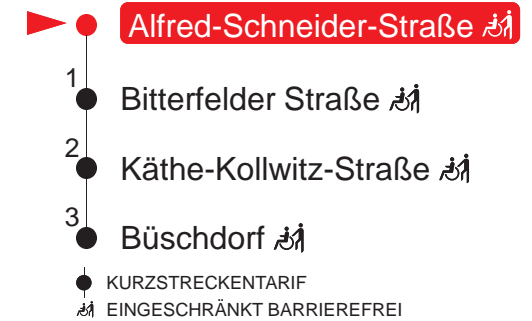 Alfred-Schneider-Straße
1
Bitterfelder Straße
2
Käthe-Kollwitz-Straße
3
Büschdorf
KURZSTRECKENTARIF
EINGESCHRÄNKT BARRIEREFREI